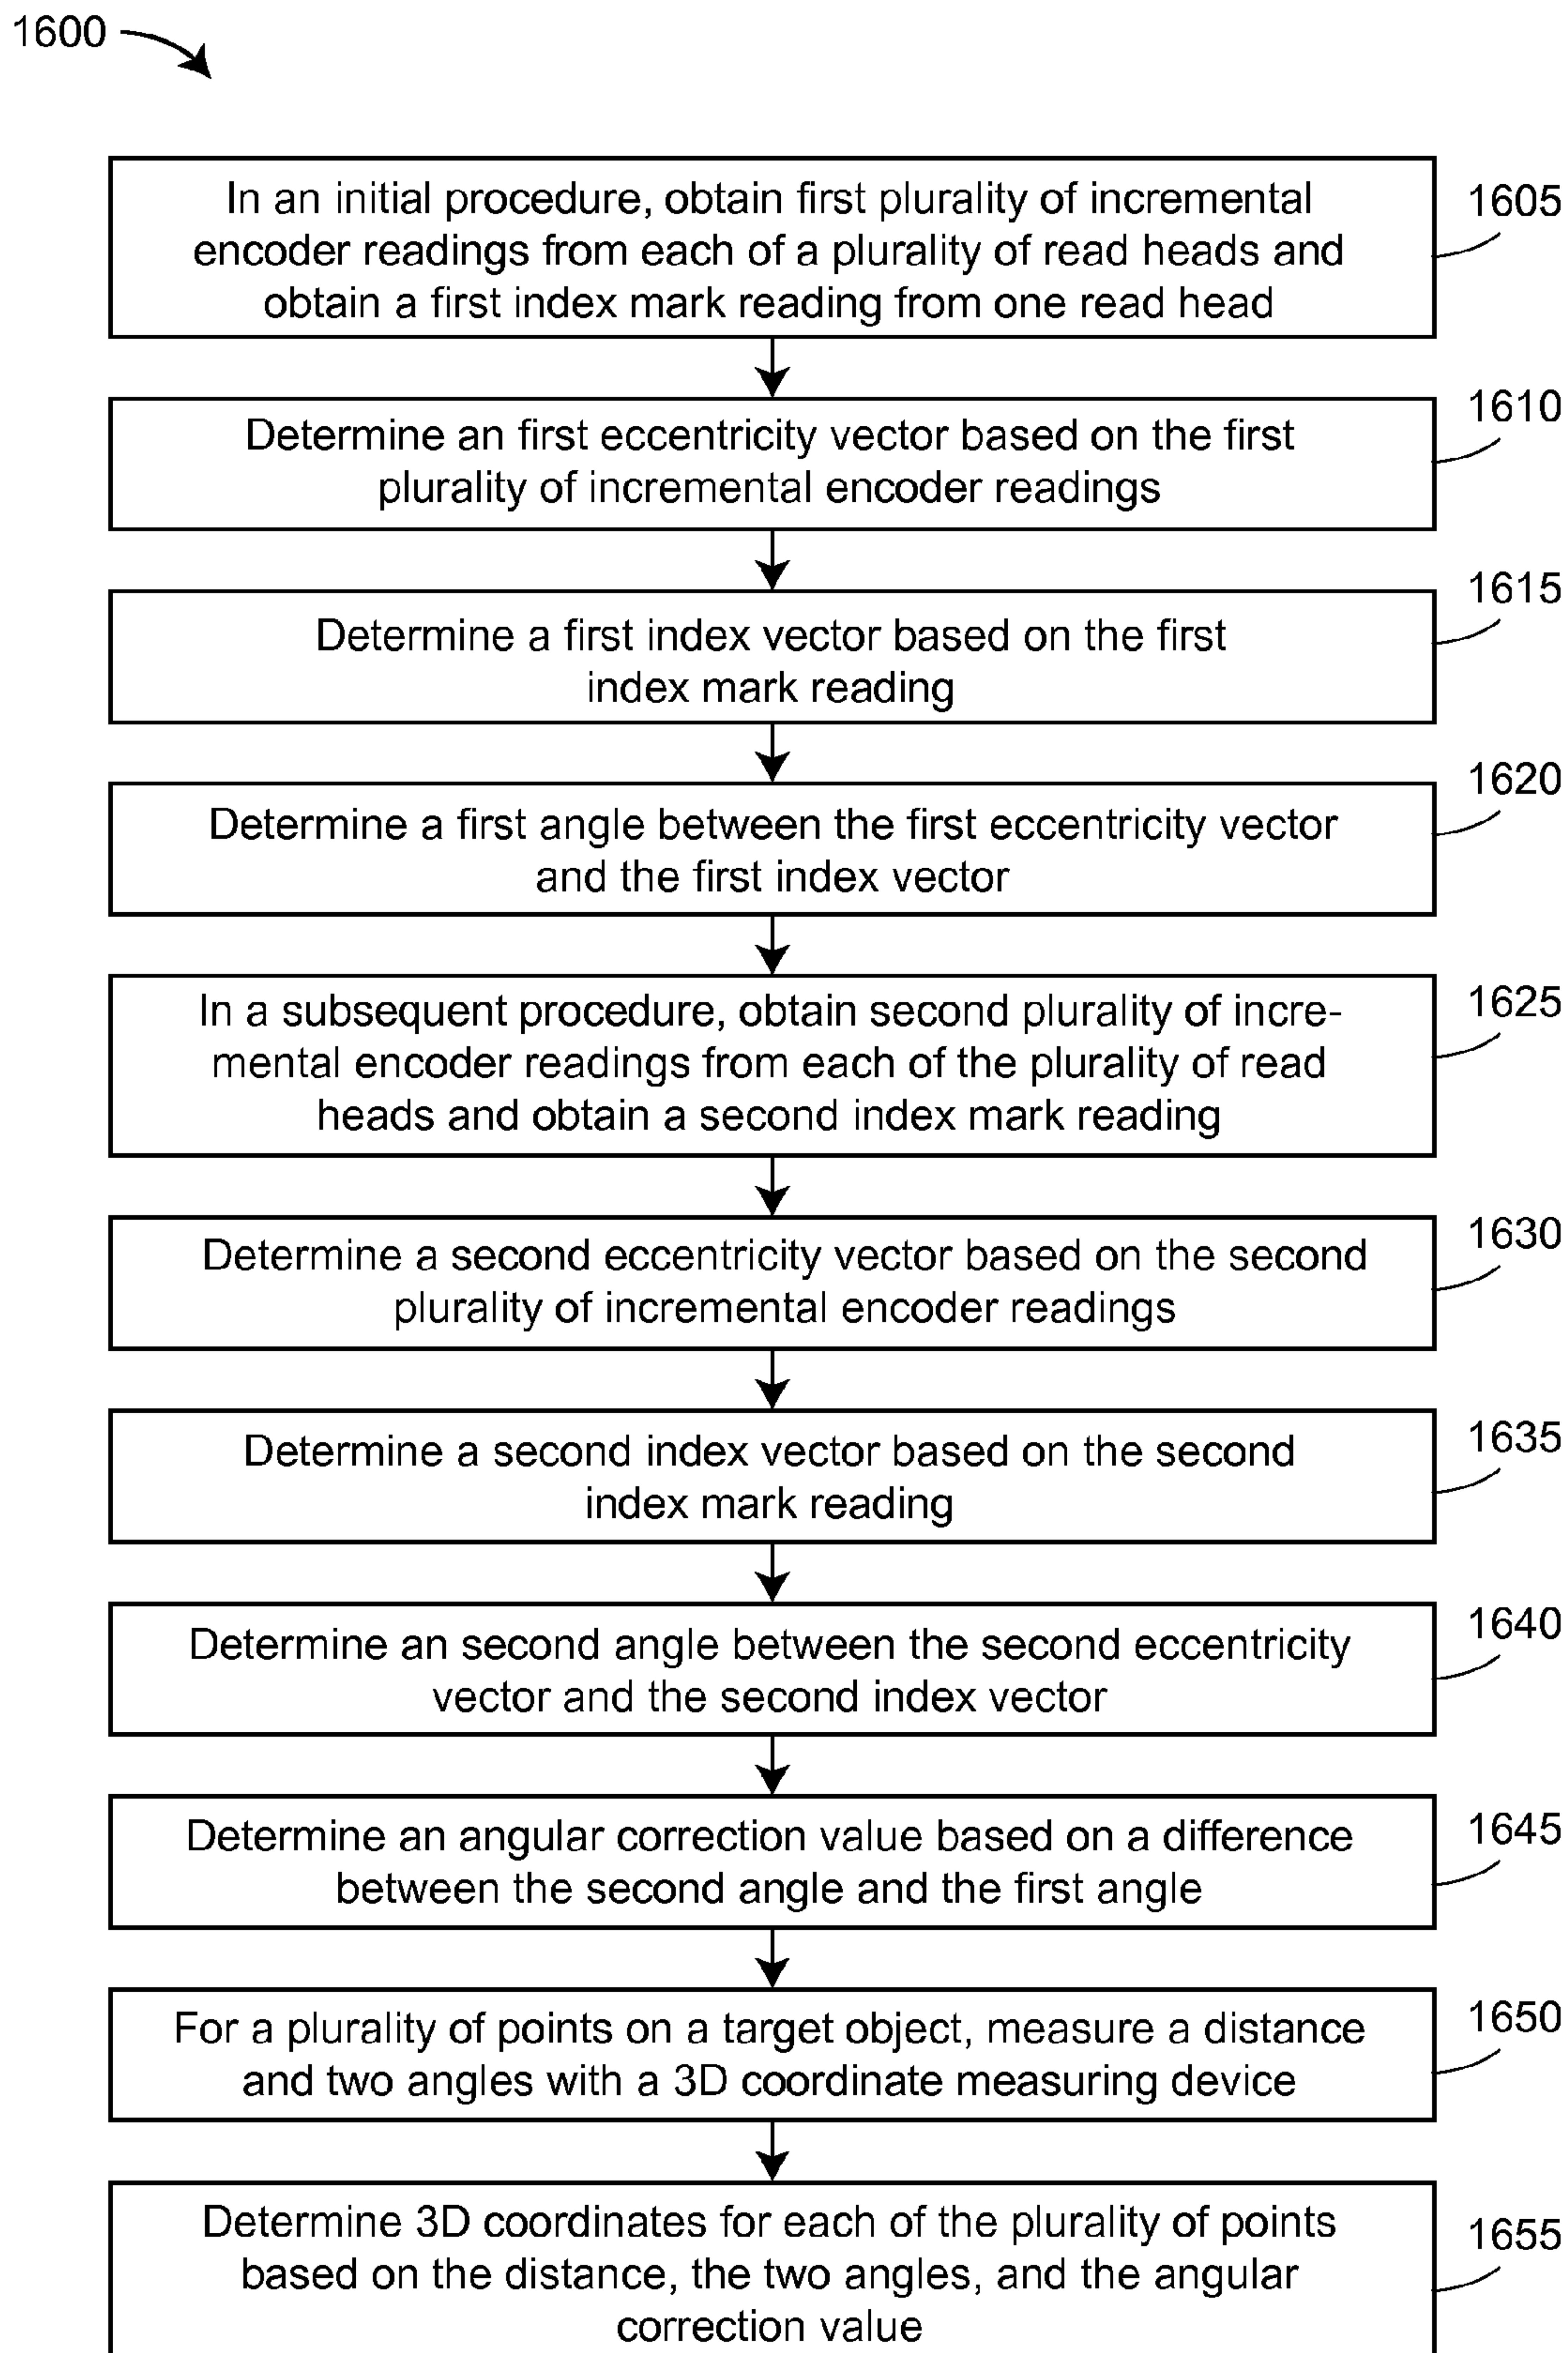 1600
In an initial procedure, obtain first plurality of incremental
encoder readings from each of a plurality of read heads and
obtain a first index mark reading from one read head
1605
Determine an first eccentricity vector based on the first
plurality of incremental encoder readings
1610
Determine a first index vector based on the first
index mark reading
1615
Determine a first angle between the first eccentricity vector
and the first index vector
1620
In a subsequent procedure, obtain second plurality of incre-
mental encoder readings from each of the plurality of read
heads and obtain a second index mark reading
1625
Determine a second eccentricity vector based on the second
plurality of incremental encoder readings
1630
Determine a second index vector based on the second
index mark reading
1635
Determine an second angle between the second eccentricity
vector and the second index vector
1640
Determine an angular correction value based on a difference
between the second angle and the first angle
1645
For a plurality of points on a target object, measure a distance
and two angles with a 3D coordinate measuring device
1650
Determine 3D coordinates for each of the plurality of points
based on the distance, the two angles, and the angular
correction value
1655